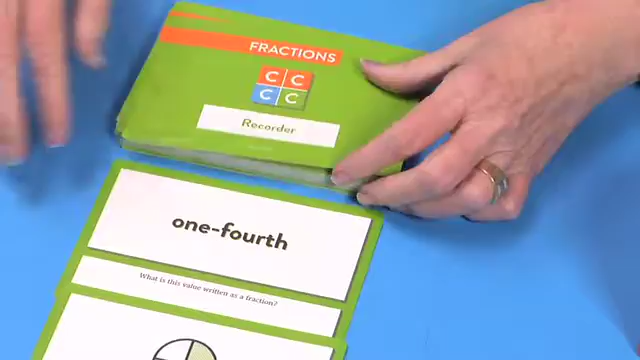 FRACTIONS
C C
C C
Recorder
one-fourth
What is this value written as a fraction?